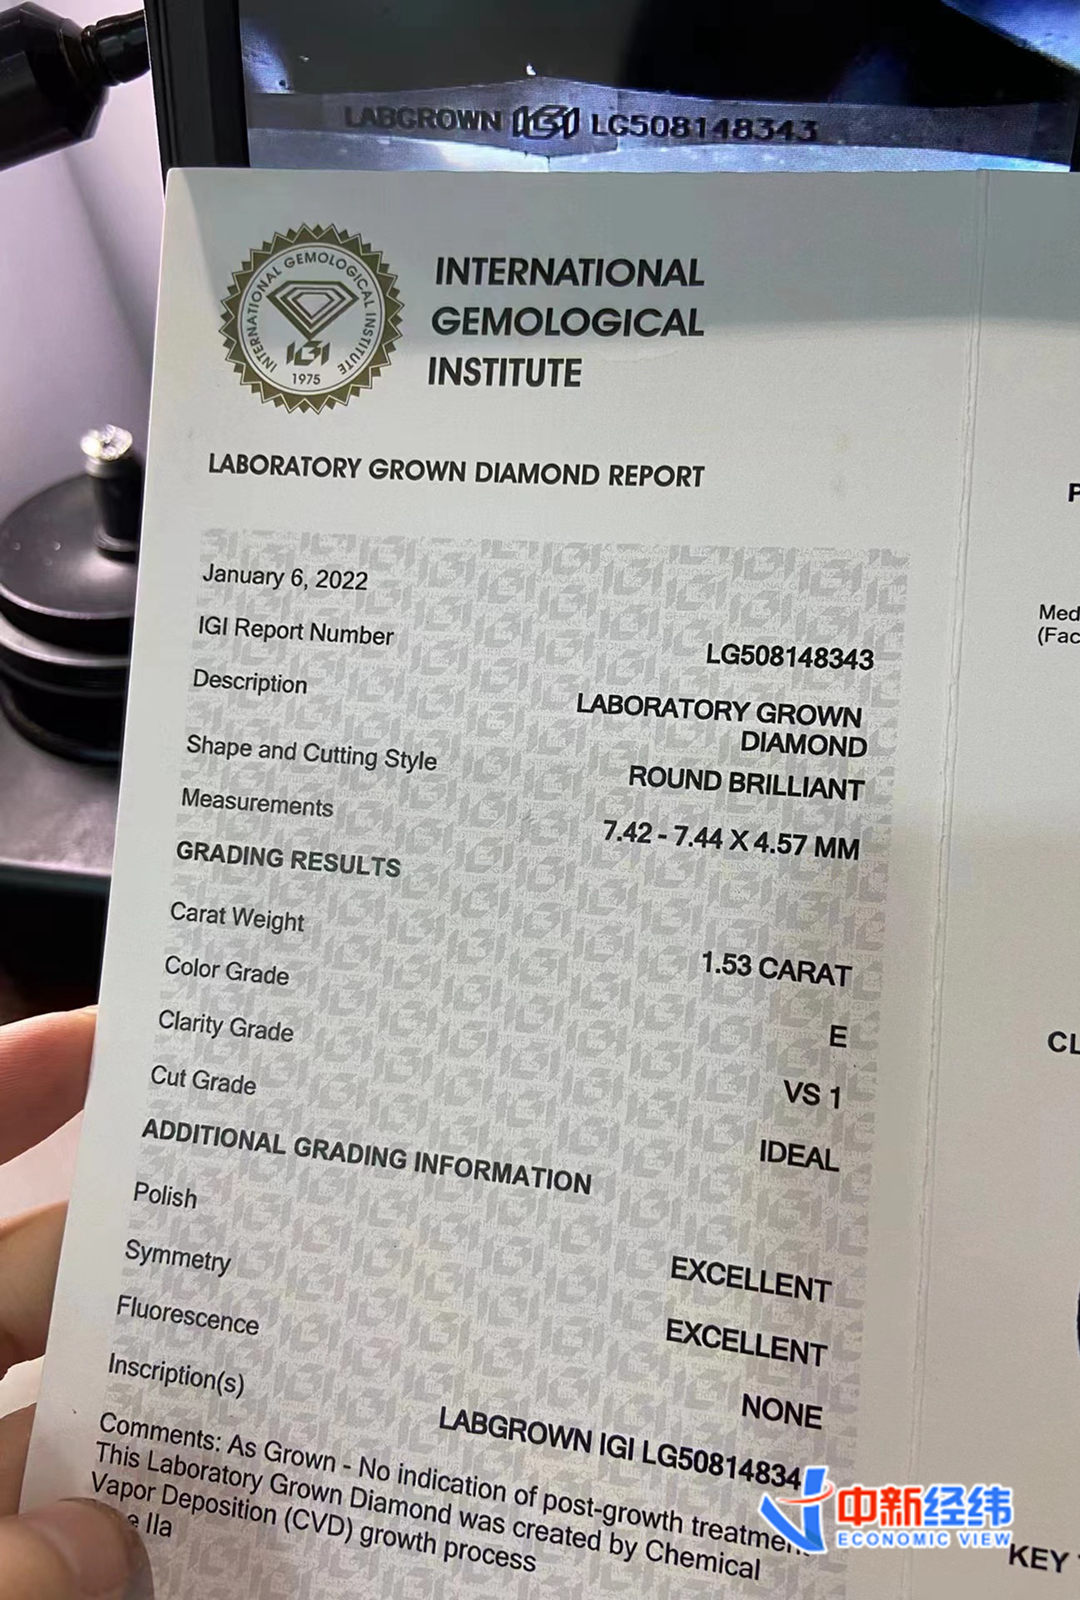 LABGROWN IGI LG508148343
INTERNATIONAL GEMOLOGICAL INSTITUTE
IGI
1975
INTERNATIONAL
GEMOLOGICAL
INSTITUTE
LABORATORY GROWN DIAMOND REPORT
January 6, 2022
IGI Report Number LG508148343
Description LABORATORY GROWN
DIAMOND
Shape and Cutting Style ROUND BRILLIANT
Measurements 7.42 - 7.44 X 4.57 MM
GRADING RESULTS
Carat Weight 1.53 CARAT
Color Grade E
Clarity Grade VS 1
Cut Grade IDEAL
ADDITIONAL GRADING INFORMATION
Polish EXCELLENT
Symmetry EXCELLENT
Fluorescence NONE
Inscription(s) LABGROWN IGI LG50814834
Comments: As Grown - No indication of post-growth treatment
This Laboratory Grown Diamond was created by Chemical
Vapor Deposition (CVD) growth process
IIa
Med
(Fac
CL
KEY
中新经纬
ECONOMIC VIEW